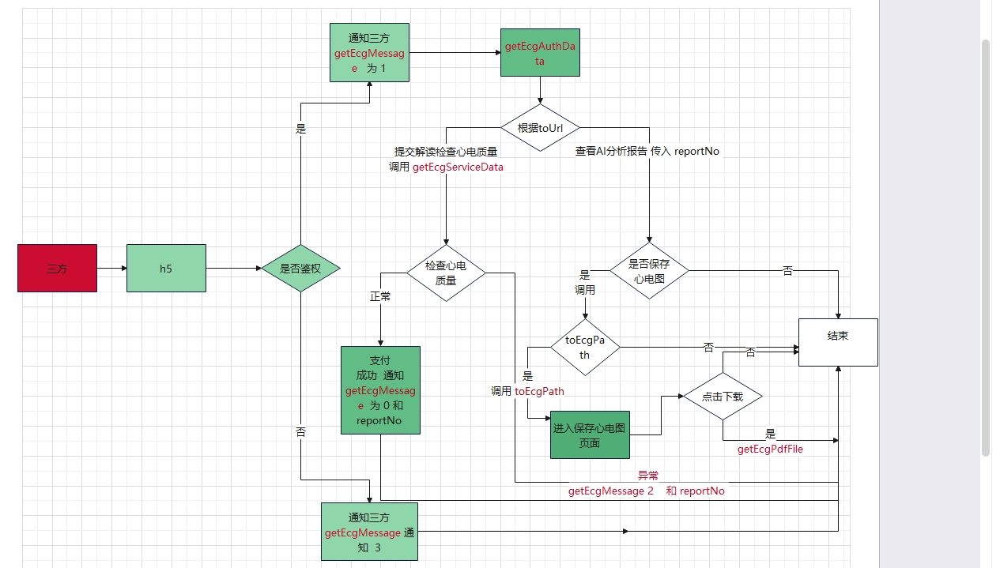 通知三方
getEcgMessag
e 为 1
getEcgAuthDa
ta
是
根据toUrl
提交解读检查心电质量
调用 getEcgServiceData
查看AI分析报告 传入 reportNo
三方
h5
是否鉴权
检查心电
质量
是否保存
心电图
否
是
调用
正常
toEcgPa
th
否
否
结束
支付
成功 通知
getEcgMessag
e 为 0 和
reportNo
是
调用 toEcgPath
点击下载
进入保存心电图
页面
否
是
getEcgPdfFile
异常
getEcgMessage 2 和 reportNo
通知三方
getEcgMessage 通
知 3